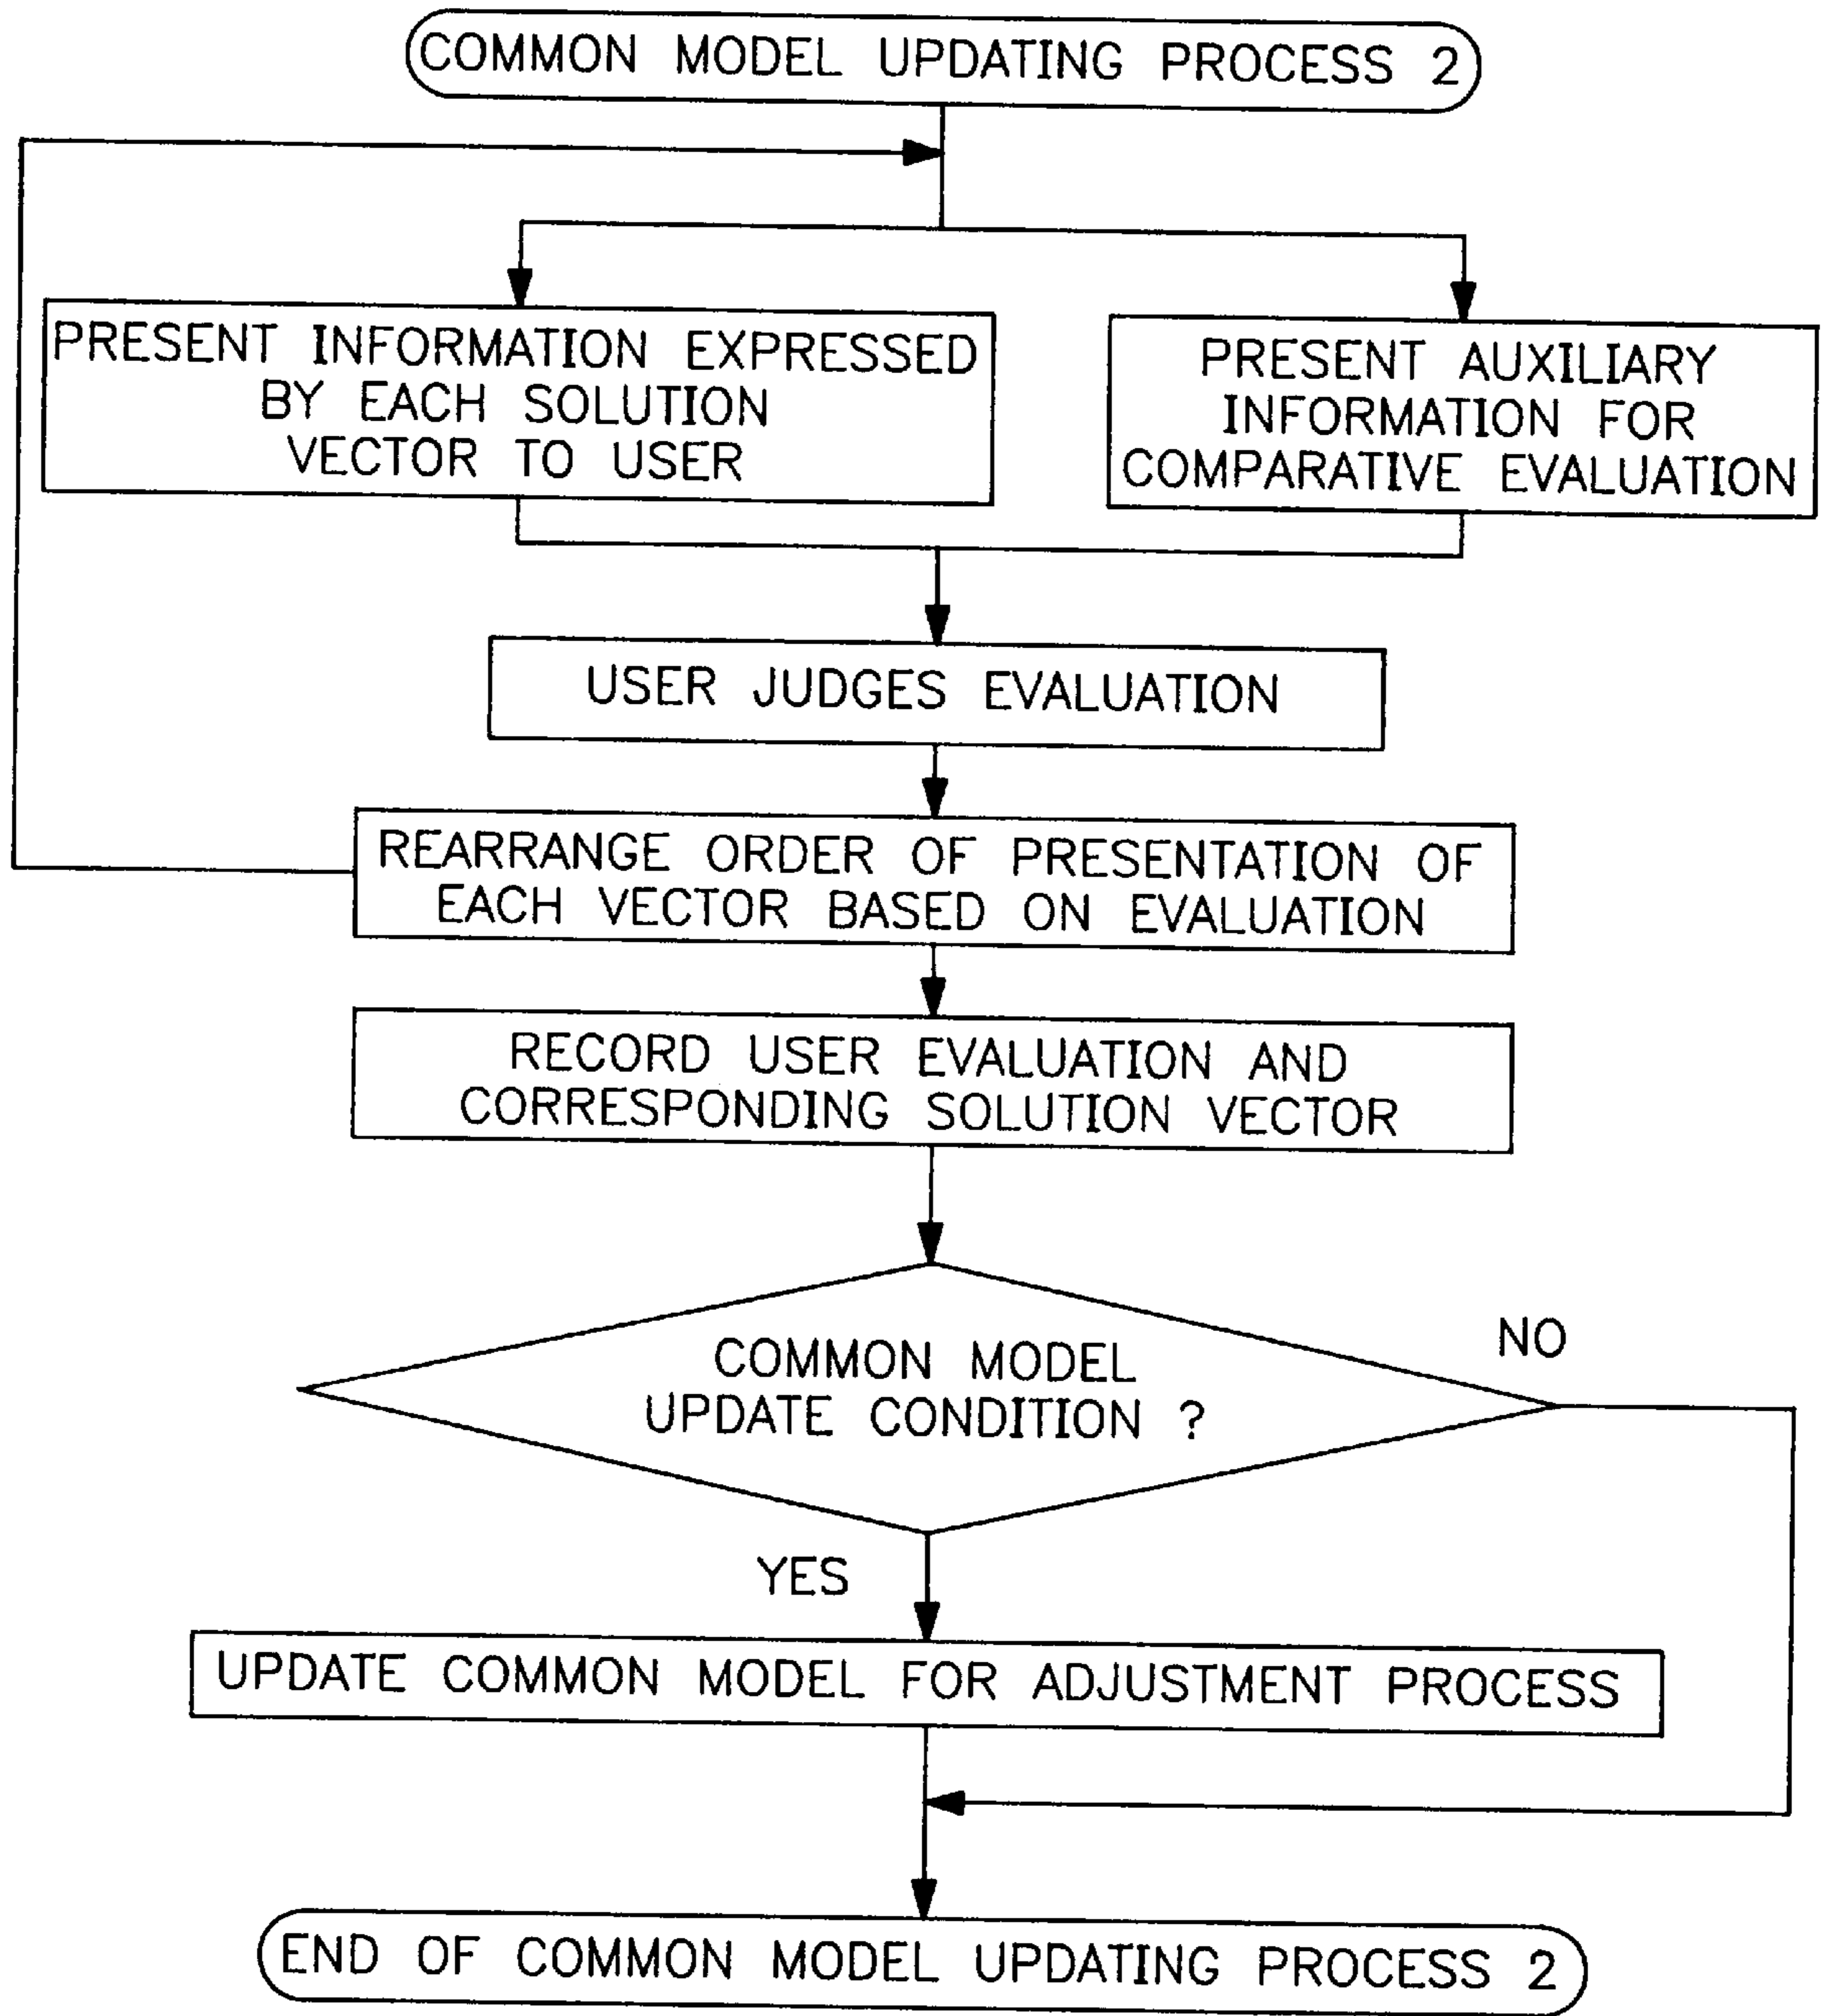 COMMON MODEL UPDATING PROCESS 2
PRESENT INFORMATION EXPRESSED
BY EACH SOLUTION
VECTOR TO USER
PRESENT AUXILIARY
INFORMATION FOR
COMPARATIVE EVALUATION
USER JUDGES EVALUATION
REARRANGE ORDER OF PRESENTATION OF
EACH VECTOR BASED ON EVALUATION
RECORD USER EVALUATION AND
CORRESPONDING SOLUTION VECTOR
COMMON MODEL
UPDATE CONDITION ?
NO
YES
UPDATE COMMON MODEL FOR ADJUSTMENT PROCESS
END OF COMMON MODEL UPDATING PROCESS 2